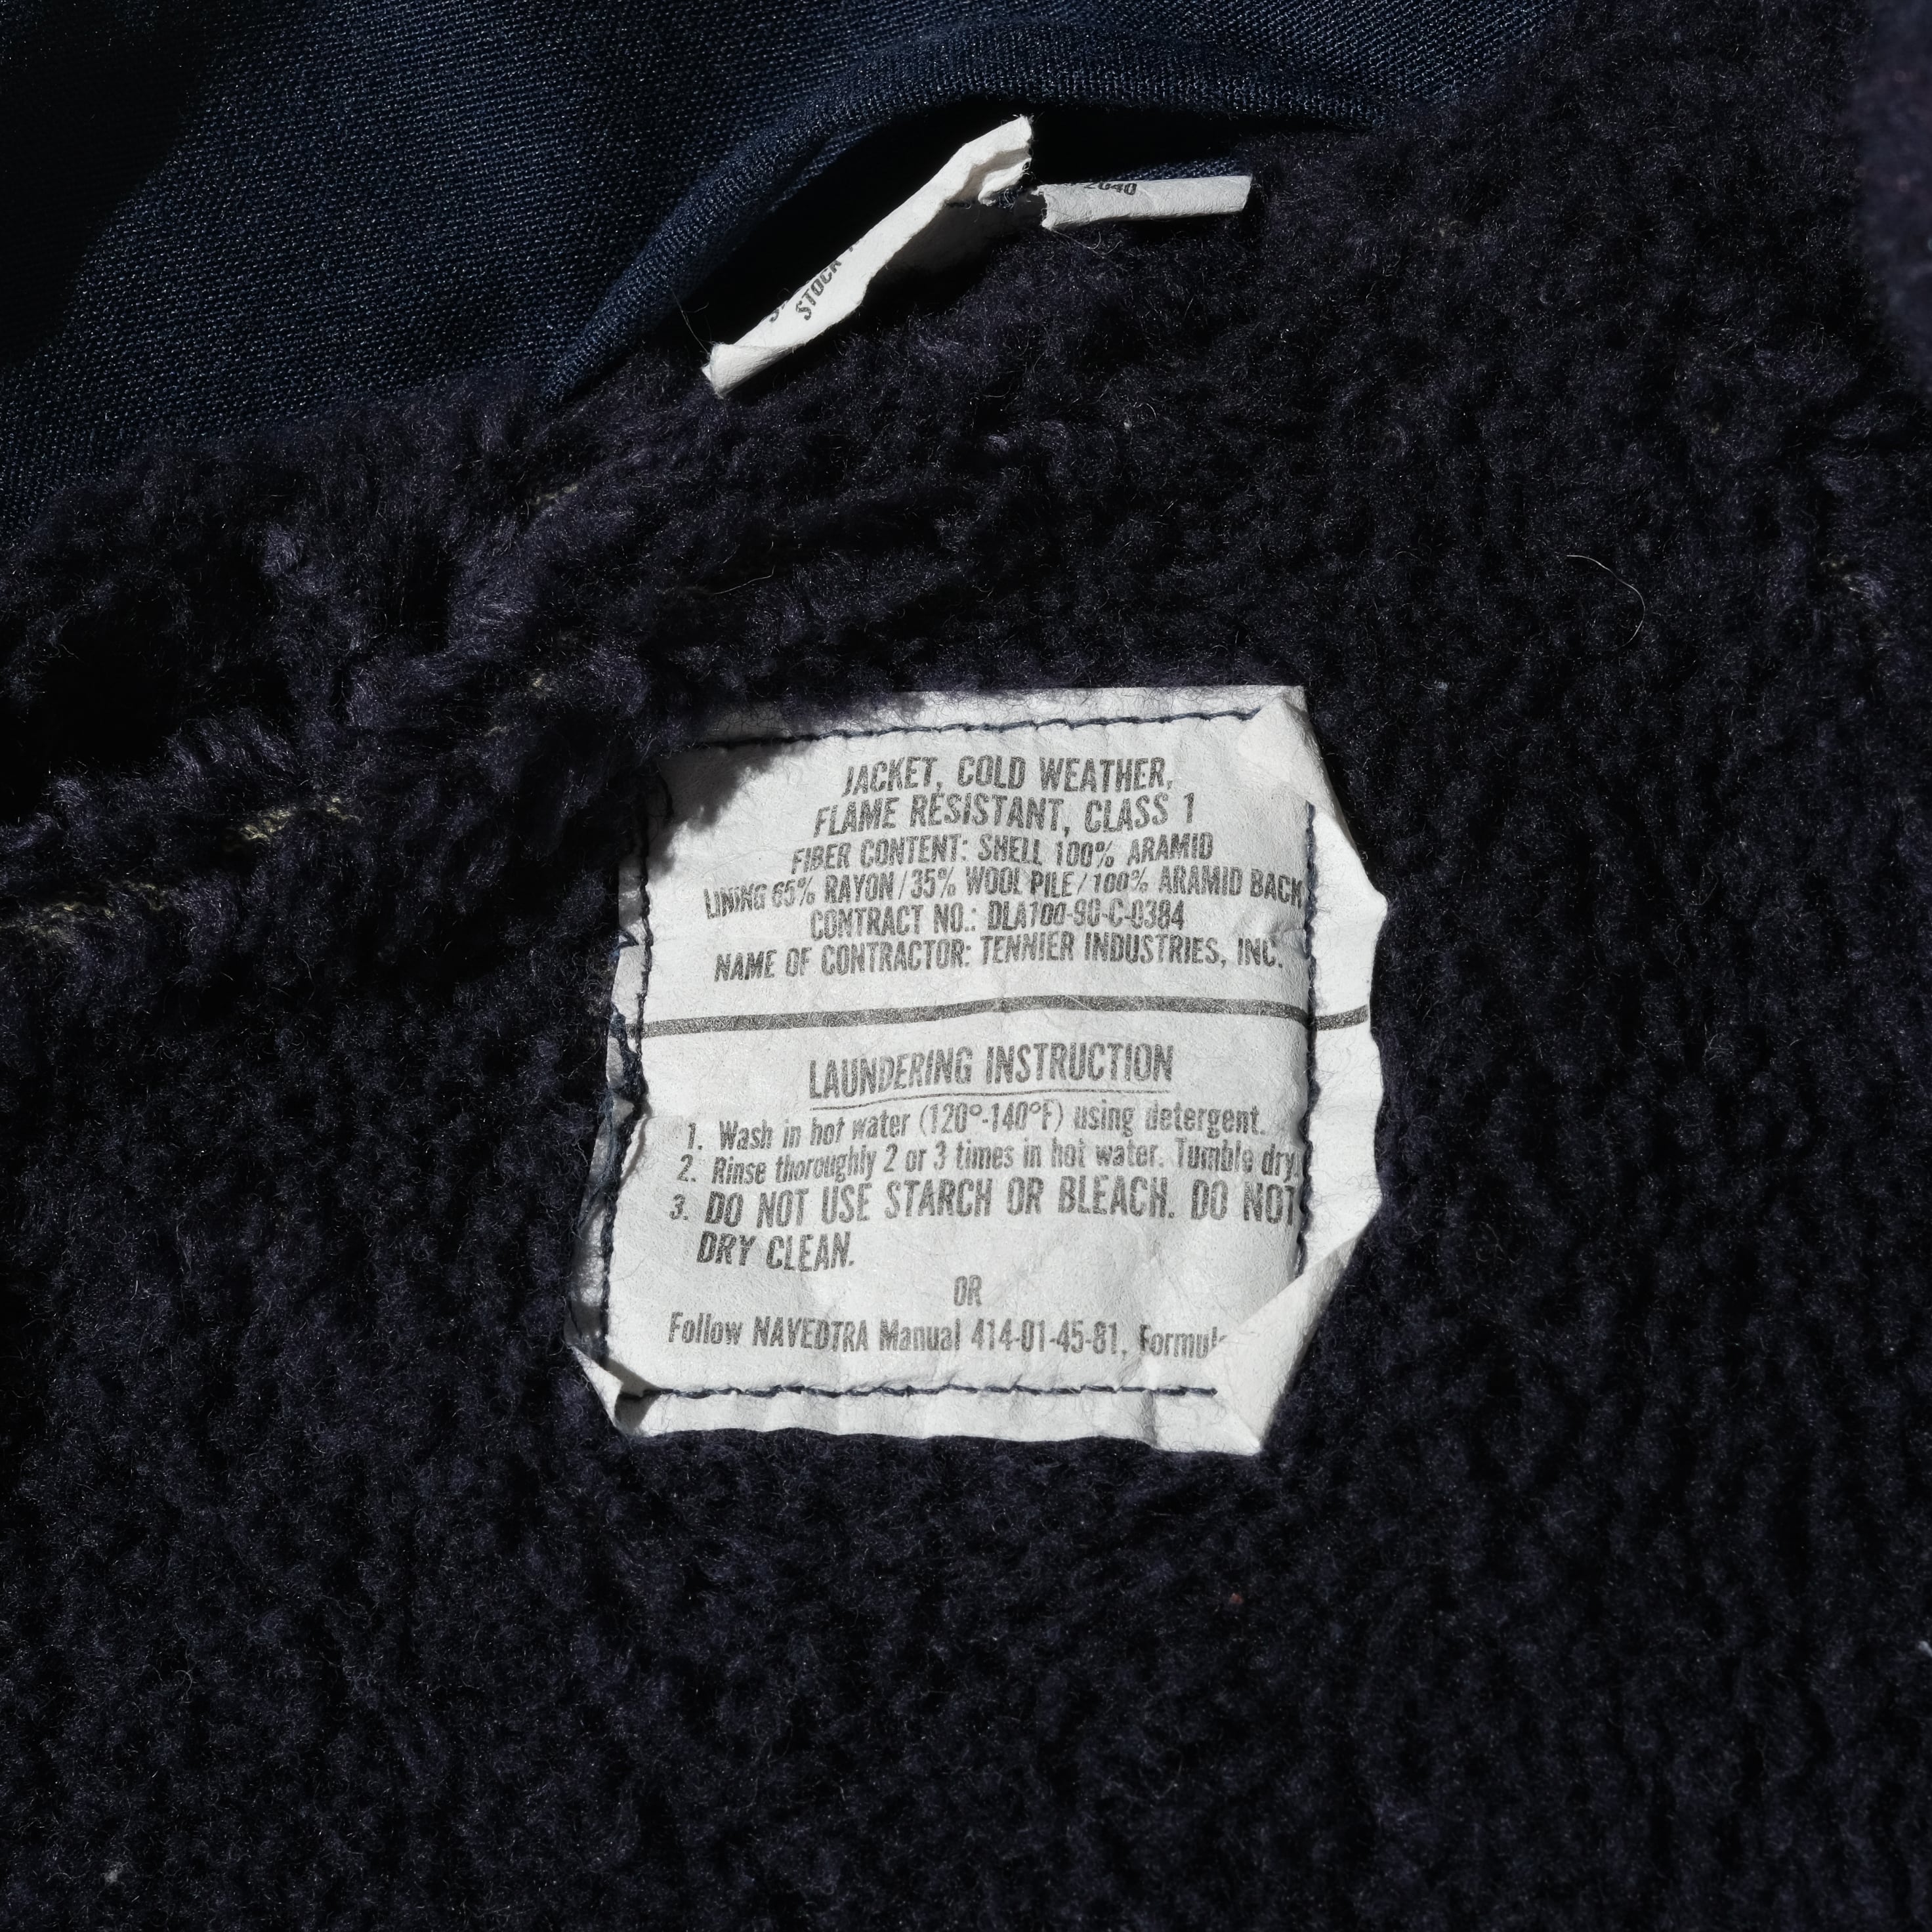 2040
STOCK
JACKET, COLD WEATHER,
FLAME RESISTANT, CLASS 1
FIBER CONTENT: SHELL 100% ARAMID
LINING 65% RAYON/35% WOOL PILE/100% ARAMID BACK
CONTRACT NO.: DLA100-90-C-0384
NAME OF CONTRACTOR: TENNIER INDUSTRIES, INC.
LAUNDERING INSTRUCTION
1. Wash in hot water (120°-140°F) using detergent.
2. Rinse thoroughly 2 or 3 times in hot water. Tumble dry.
3. DO NOT USE STARCH OR BLEACH. DO NOT
DRY CLEAN.
OR
Follow NAVEDTRA Manual 414-01-45-81,